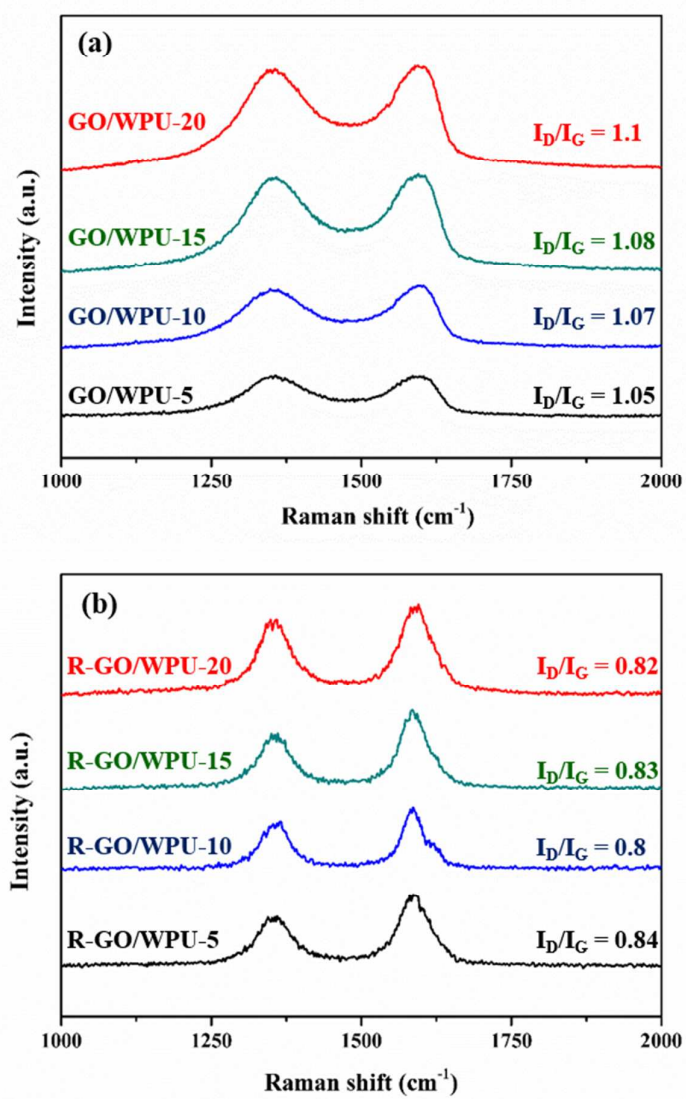 (a)
GO/WPU-20 I_D/I_G = 1.1
GO/WPU-15 I_D/I_G = 1.08
GO/WPU-10 I_D/I_G = 1.07
GO/WPU-5 I_D/I_G = 1.05
Intensity (a.u.)
1000 1250 1500 1750 2000
Raman shift (cm⁻¹)
(b)
R-GO/WPU-20 I_D/I_G = 0.82
R-GO/WPU-15 I_D/I_G = 0.83
R-GO/WPU-10 I_D/I_G = 0.8
R-GO/WPU-5 I_D/I_G = 0.84
Intensity (a.u.)
1000 1250 1500 1750 2000
Raman shift (cm⁻¹)